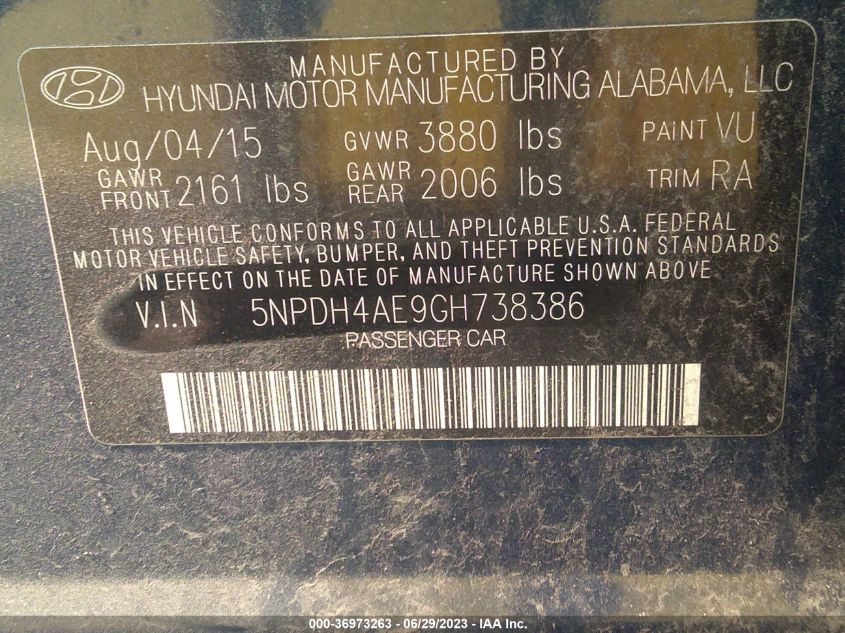 MANUFACTURED BY
HYUNDAI MOTOR MANUFACTURING ALABAMA, LLC
Aug/04/15 GVWR 3880 lbs PAINT VU
GAWR FRONT 2161 lbs GAWR REAR 2006 lbs TRIM RA
THIS VEHICLE CONFORMS TO ALL APPLICABLE U.S.A. FEDERAL
MOTOR VEHICLE SAFETY, BUMPER, AND THEFT PREVENTION STANDARDS
IN EFFECT ON THE DATE OF MANUFACTURE SHOWN ABOVE
V.I.N 5NPDH4AE9GH738386
PASSENGER CAR
000-36973263 - 06/29/2023 - IAA Inc.